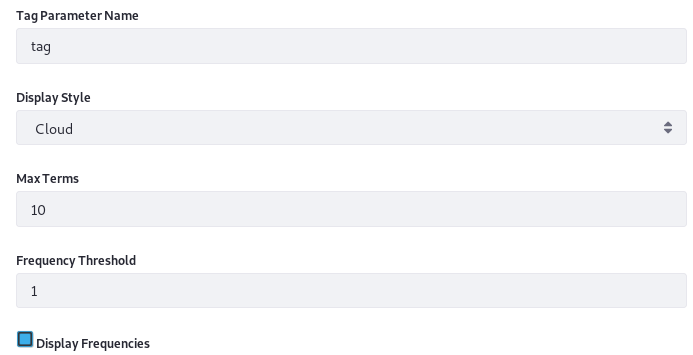 Tag Parameter Name
tag
Display Style
Cloud
Max Terms
10
Frequency Threshold
1
Display Frequencies